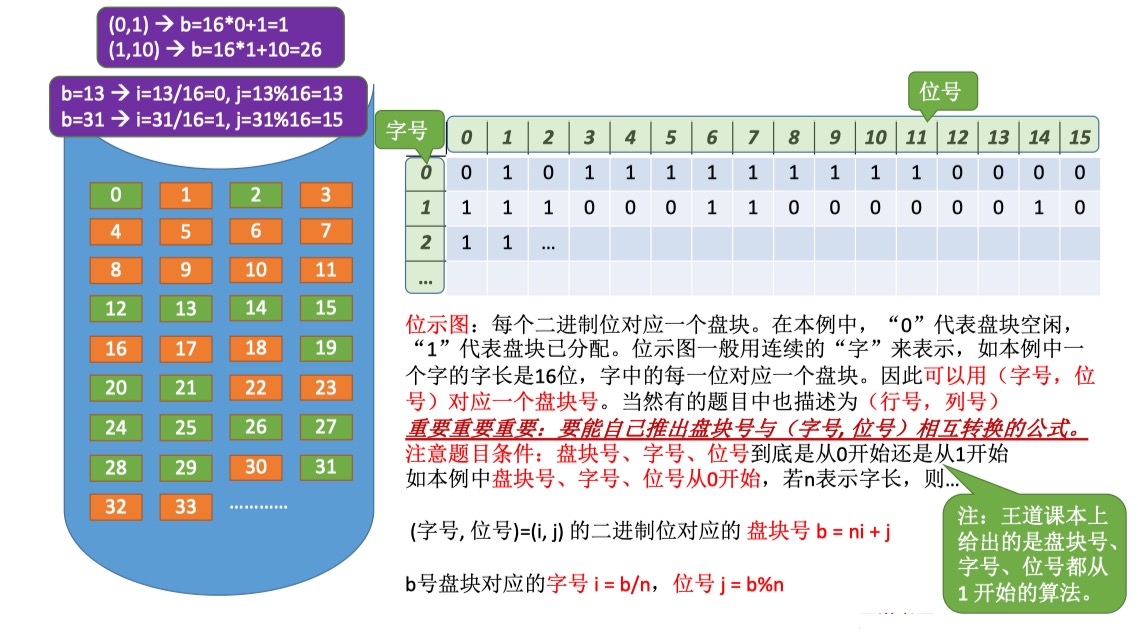 (0,1) → b=16*0+1=1
(1,10) → b=16*1+10=26
b=13 → i=13/16=0, j=13%16=13
b=31 → i=31/16=1, j=31%16=15
0 1 2 3
4 5 6 7
8 9 10 11
12 13 14 15
16 17 18 19
20 21 22 23
24 25 26 27
28 29 30 31
32 33 …………
位号
字号
0 1 2 3 4 5 6 7 8 9 10 11 12 13 14 15
0 0 1 0 1 1 1 1 1 1 1 1 1 0 0 0 0
1 1 1 1 0 0 0 1 1 0 0 0 0 0 0 1 0
2 1 1 …
…
位示图：每个二进制位对应一个盘块。在本例中，“0”代表盘块空闲，
“1”代表盘块已分配。位示图一般用连续的“字”来表示，如本例中一
个字的字长是16位，字中的每一位对应一个盘块。因此可以用（字号，位
号）对应一个盘块号。当然有的题目中也描述为（行号，列号）
重要重要重要：要能自己推出盘块号与（字号, 位号）相互转换的公式。
注意题目条件：盘块号、字号、位号到底是从0开始还是从1开始
如本例中盘块号、字号、位号从0开始，若n表示字长，则…
(字号, 位号)=(i, j) 的二进制位对应的 盘块号 b = ni + j
b号盘块对应的字号 i = b/n，位号 j = b%n
注：王道课本上
给出的是盘块号、
字号、位号都从
1 开始的算法。